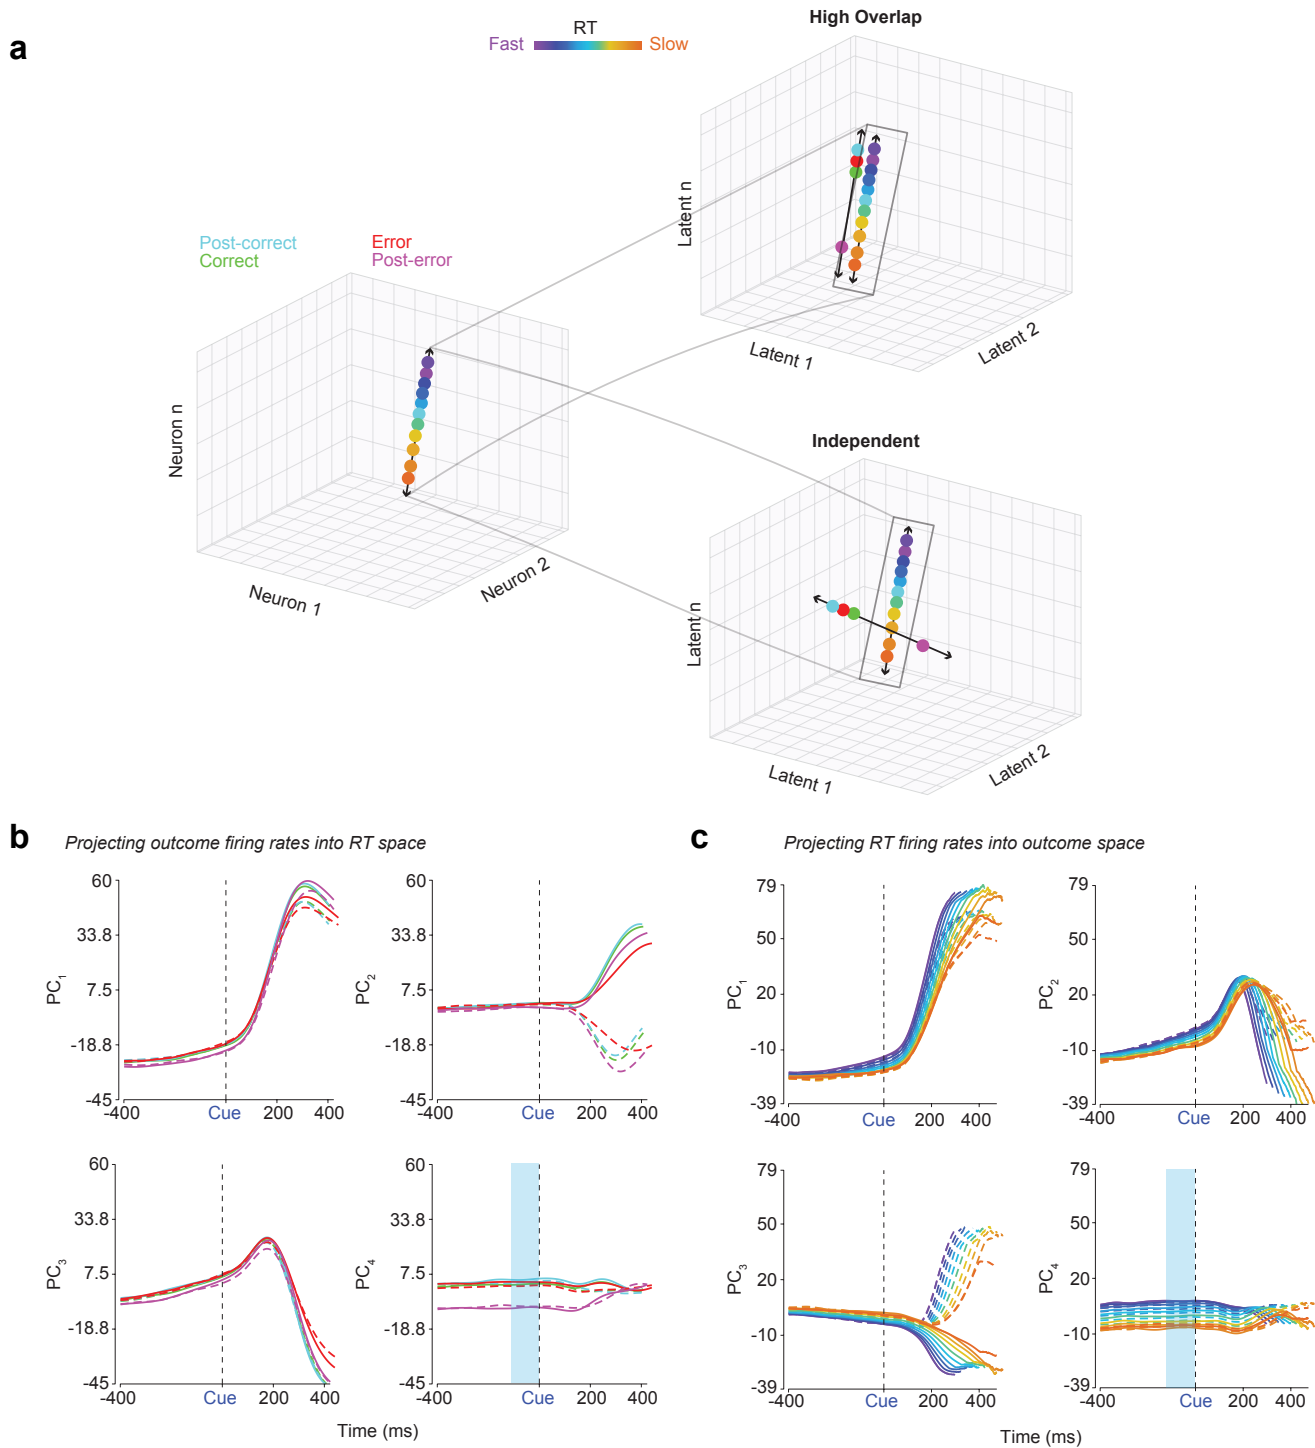 a
RT
Fast
Slow
High Overlap
Latent n
Latent 1
Latent 2
Post-correct
Correct
Error
Post-error
Neuron n
Neuron 1
Neuron 2
Independent
Latent n
Latent 1
Latent 2
b
Projecting outcome firing rates into RT space
60
33.8
7.5
-18.8
-45
PC1
-400
Cue
200
400
60
33.8
7.5
-18.8
-45
PC2
-400
Cue
200
400
60
33.8
7.5
-18.8
-45
PC3
-400
Cue
200
400
60
33.8
7.5
-18.8
-45
PC4
-400
Cue
200
400
Time (ms)
c
Projecting RT firing rates into outcome space
79
50
20
-10
-39
PC1
-400
Cue
200
400
79
50
20
-10
-39
PC2
-400
Cue
200
400
79
50
20
-10
-39
PC3
-400
Cue
200
400
79
50
20
-10
-39
PC4
-400
Cue
200
400
Time (ms)